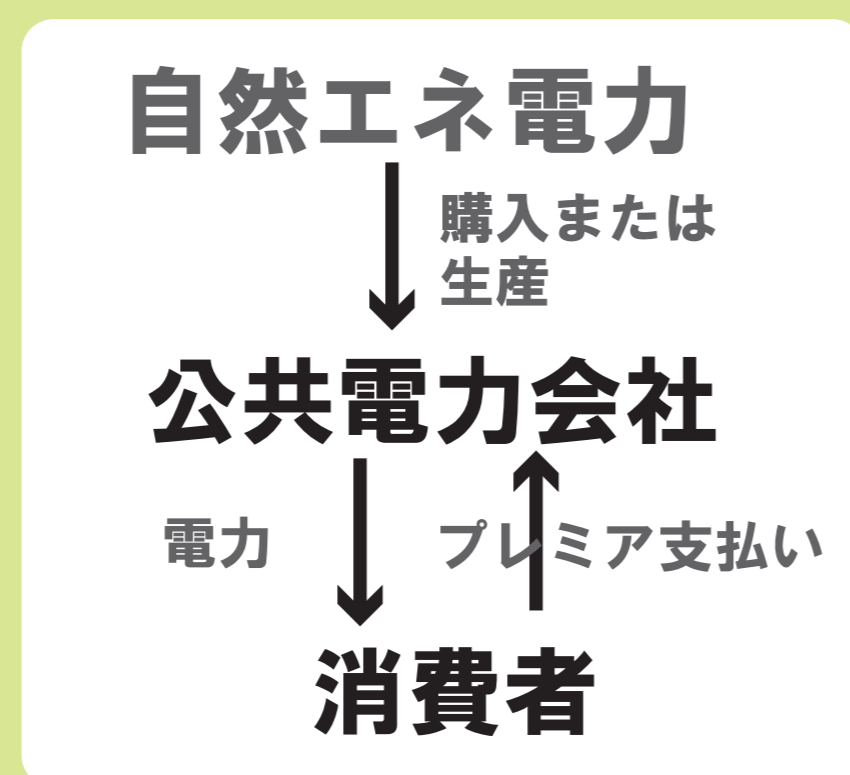 自然エネ電力
購入または
生産
公共電力会社
電力
プレミア支払い
消費者